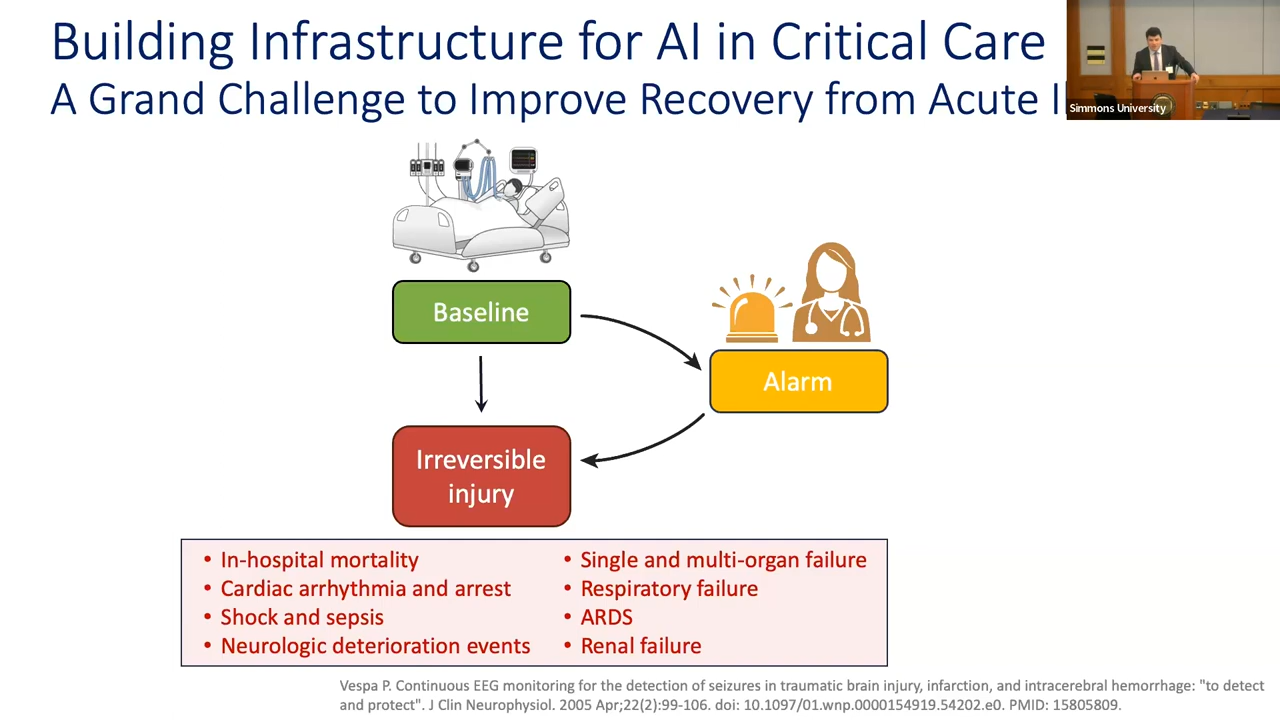 Building Infrastructure for AI in Critical Care
A Grand Challenge to Improve Recovery from Acute
Simmons University
Baseline
Alarm
Irreversible
injury
• In-hospital mortality
• Cardiac arrhythmia and arrest
• Shock and sepsis
• Neurologic deterioration events
• Single and multi-organ failure
• Respiratory failure
• ARDS
• Renal failure
Vespa P. Continuous EEG monitoring for the detection of seizures in traumatic brain injury, infarction, and intracerebral hemorrhage: "to detect
and protect". J Clin Neurophysiol. 2005 Apr;22(2):99-106. doi: 10.1097/01.wnp.0000154919.54202.e0. PMID: 15805809.